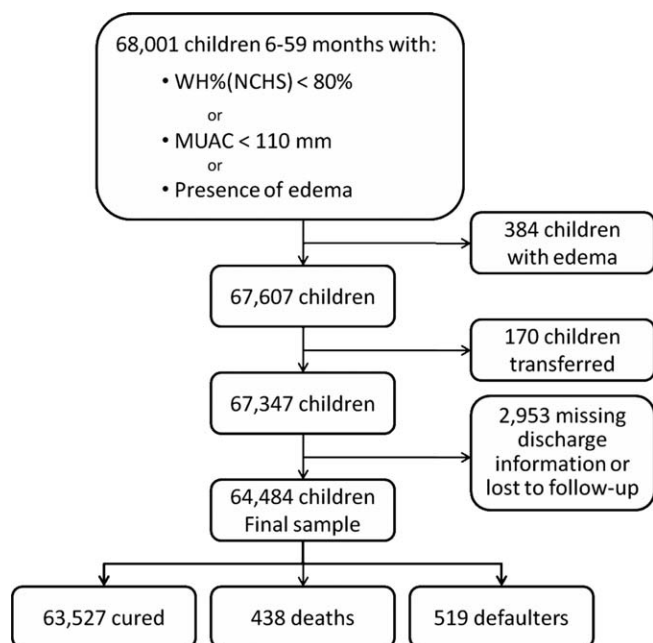 68,001 children 6-59 months with:
• WH%(NCHS) < 80%
or
• MUAC < 110 mm
or
• Presence of edema
384 children
with edema
67,607 children
170 children
transferred
67,347 children
2,953 missing
discharge
information or
lost to follow-up
64,484 children
Final sample
63,527 cured
438 deaths
519 defaulters